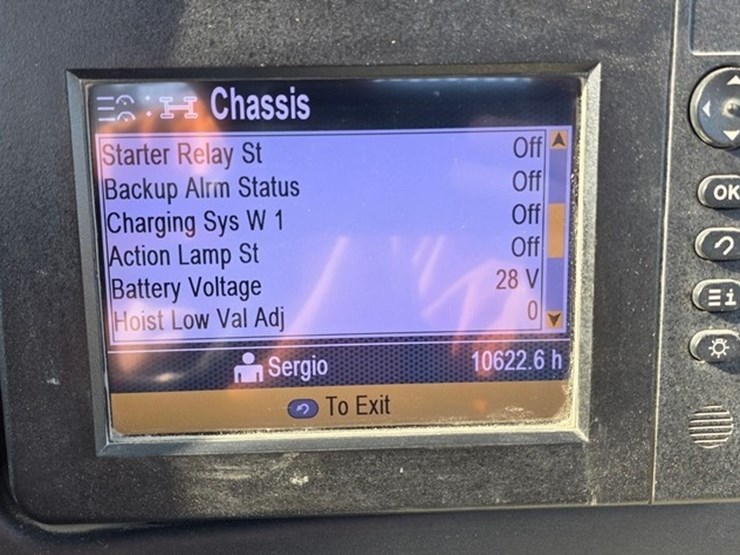 Chassis
Starter Relay St Off
Backup Alrm Status Off
Charging Sys W 1 Off
Action Lamp St Off
Battery Voltage 28 V
Hoist Low Val Adj 0
Sergio 10622.6 h
To Exit
OK